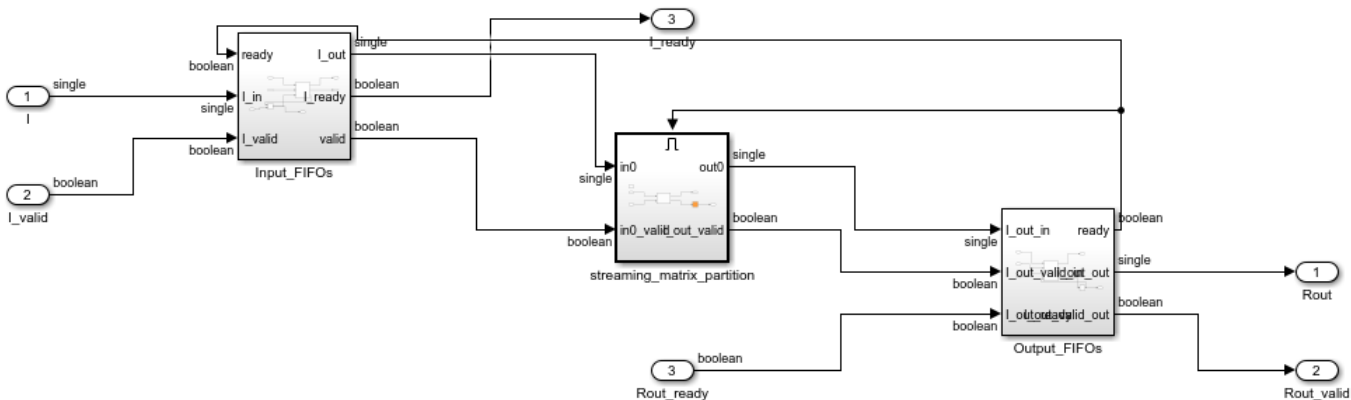 3
I_ready
ready
I_out
single
boolean
1
single
I_in
I_ready
boolean
I
single
I_valid
valid
boolean
boolean
Input_FIFOs
2
boolean
I_valid
in0
out0
single
single
in0_valid
boolean
boolean
streaming_matrix_partition
I_out_in
ready
boolean
single
single
1
Rout
boolean
boolean
boolean
Output_FIFOs
3
boolean
Rout_ready
2
Rout_valid